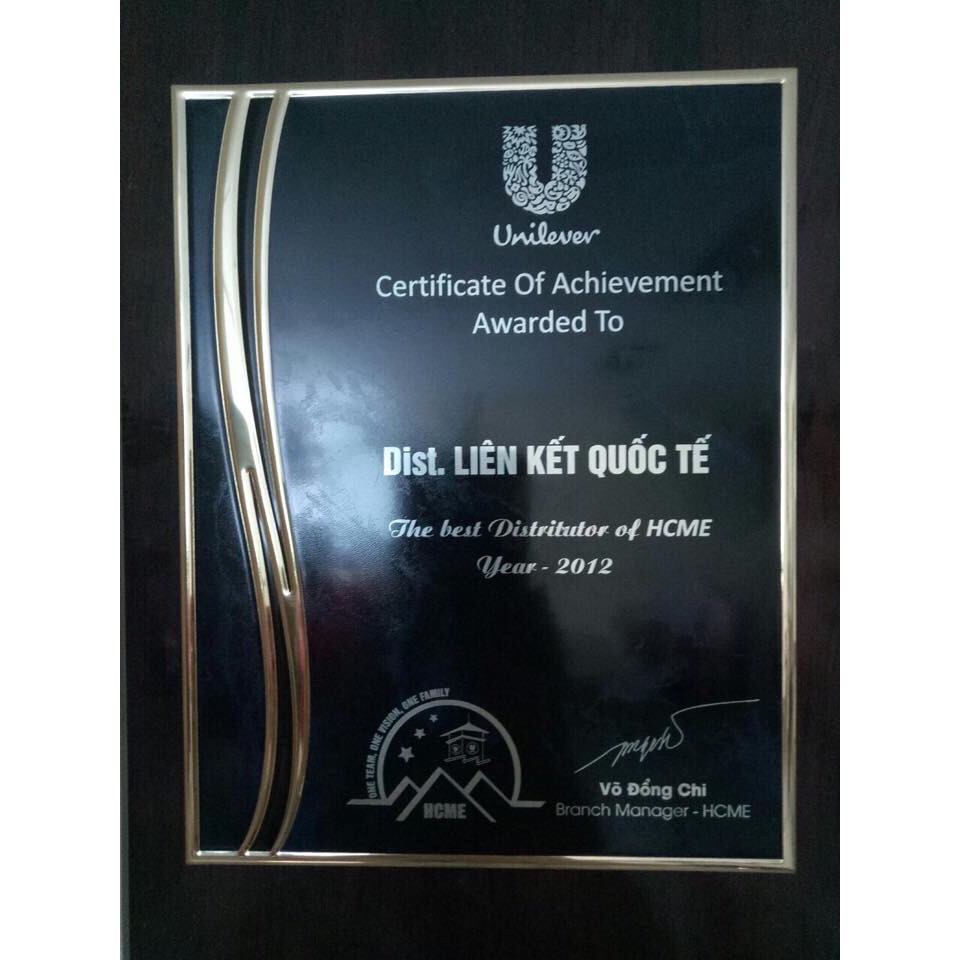 Unilever
Certificate Of Achievement
Awarded To
Dist. LIÊN KẾT QUỐC TẾ
The best Distritutor of HCME
Year - 2012
ONE TEAM, ONE VISION, ONE FAMILY
HCME
Võ Đồng Chi
Branch Manager - HCME